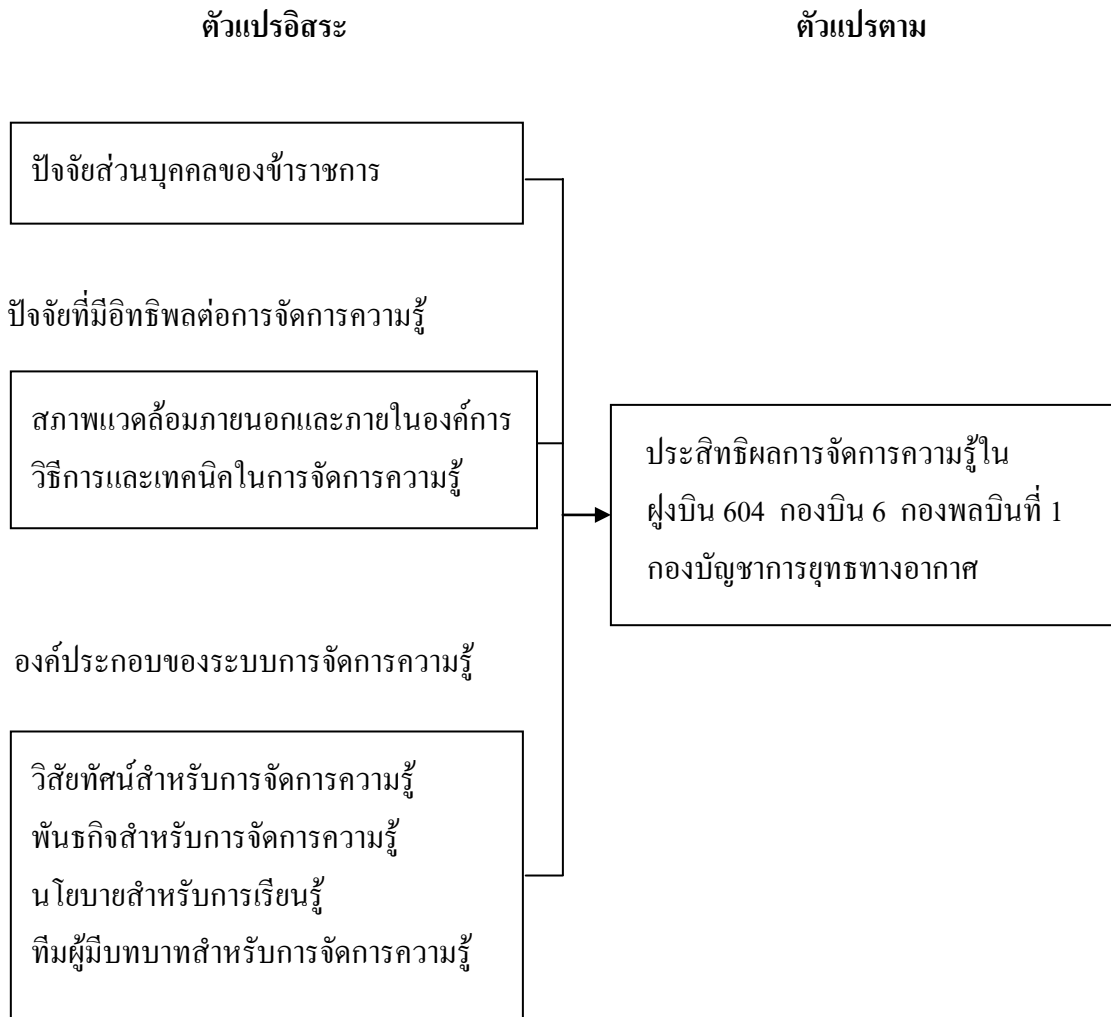 ตัวแปรอิสระ
ตัวแปรตาม
ปัจจัยส่วนบุคคลของข้าราชการ
ปัจจัยที่มีอิทธิพลต่อการจัดการความรู้
สภาพแวดล้อมภายนอกและภายในองค์การ
วิธีการและเทคนิคในการจัดการความรู้
ประสิทธิผลการจัดการความรู้ใน
ฝูงบิน 604 กองบิน 6 กองพลบินที่ 1
กองบัญชาการยุทธทางอากาศ
องค์ประกอบของระบบการจัดการความรู้
วิสัยทัศน์สำหรับการจัดการความรู้
พันธกิจสำหรับการจัดการความรู้
นโยบายสำหรับการเรียนรู้
ทีมผู้มีบทบาทสำหรับการจัดการความรู้